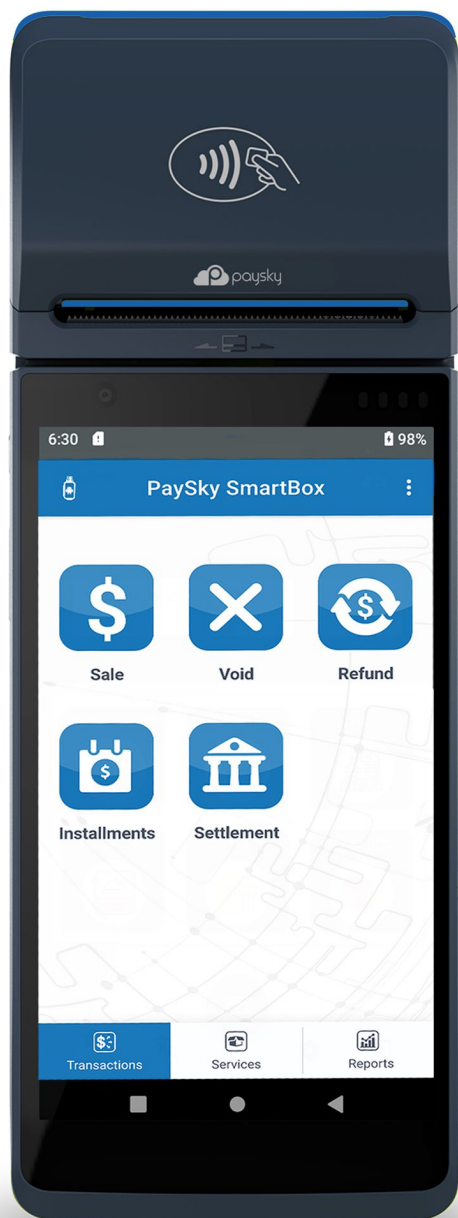 paysky
6:30
98%
PaySky SmartBox
Sale
Void
Refund
Installments
Settlement
Transactions
Services
Reports